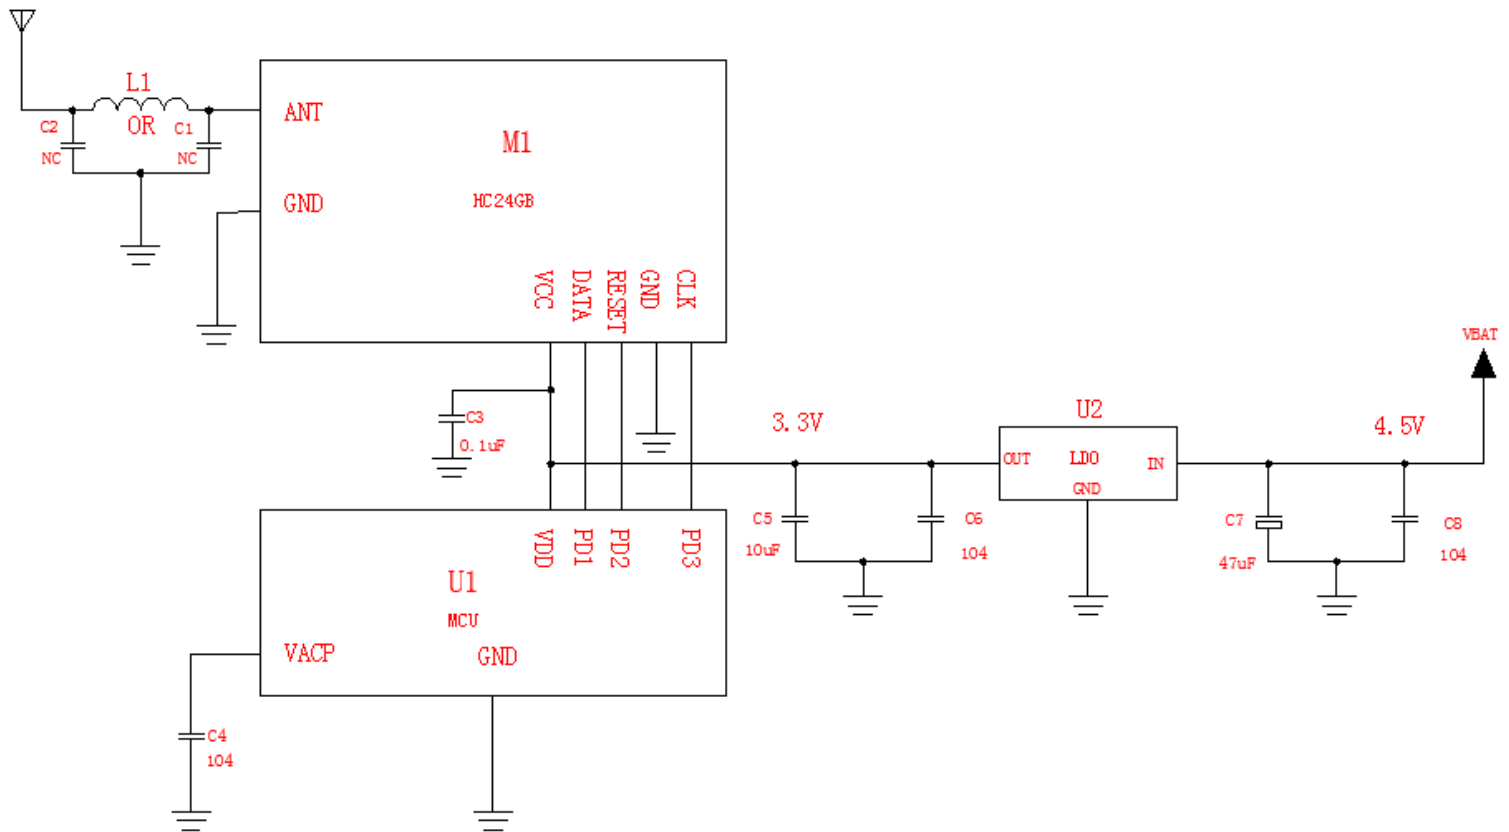 L1
OR
C2
NC
C1
NC
ANT
GND
M1
HC24GB
VCC
DATA
RESET
GND
CLK
C3
0.1uF
3.3V
U2
OUT
LDO
IN
GND
4.5V
VBAT
C5
10uF
C6
104
C7
47uF
C8
104
VDD
PD1
PD2
PD3
U1
MCU
VACP
GND
C4
104